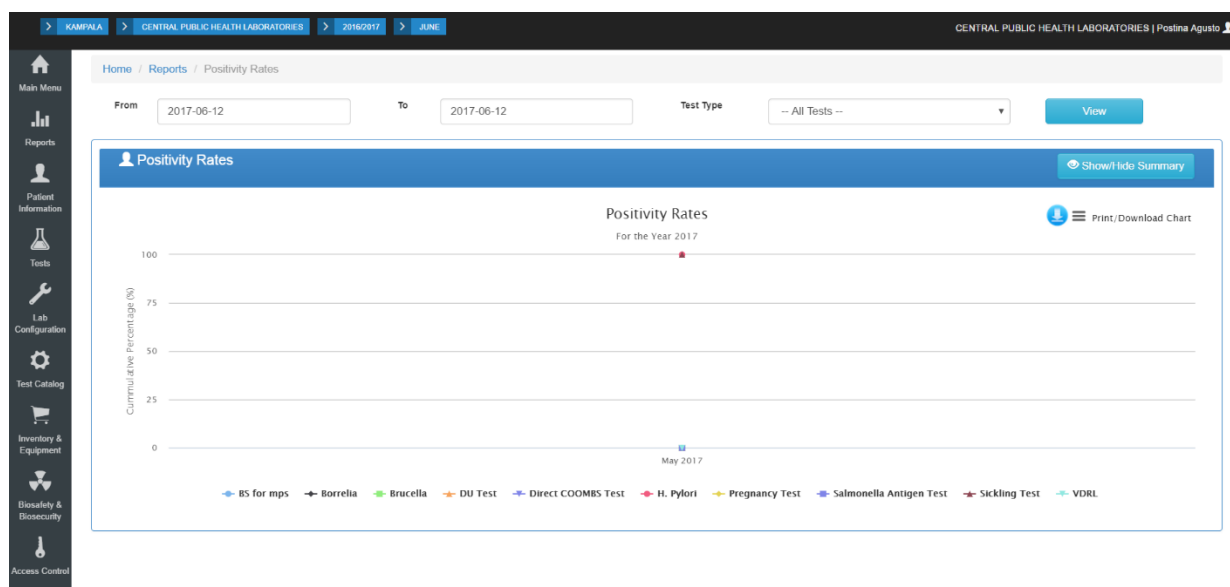 KAMPALA CENTRAL PUBLIC HEALTH LABORATORIES 2016/2017 JUNE
CENTRAL PUBLIC HEALTH LABORATORIES | Postina Agusto
Main Menu
Reports
Patient
Information
Tests
Lab
Configuration
Test Catalog
Inventory &
Equipment
Biosafety &
Biosecurity
Access Control
Home / Reports / Positivity Rates
From 2017-06-12 To 2017-06-12 Test Type -- All Tests -- View
Positivity Rates
Show/Hide Summary
Positivity Rates
For the Year 2017
Print/Download Chart
Cummulative Percentage (%)
100
75
50
25
0
May 2017
BS for mps Borrelia Brucella DU Test Direct COOMBS Test H. Pylori Pregnancy Test Salmonella Antigen Test Sickling Test VDRL